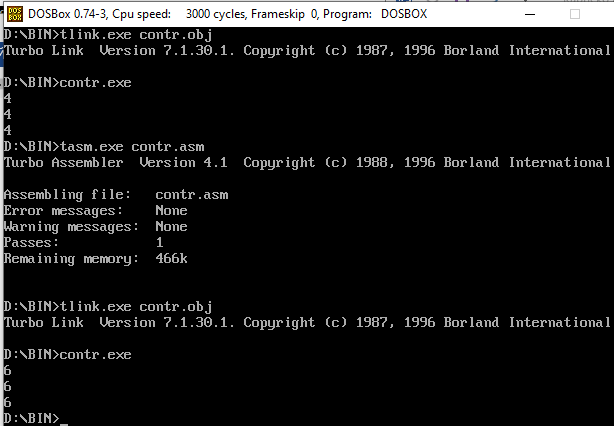 DOS
BOX
DOSBox 0.74-3, Cpu speed:    3000 cycles, Frameskip  0, Program:   DOSBOX
D:\BIN>tlink.exe contr.obj
Turbo Link  Version 7.1.30.1. Copyright (c) 1987, 1996 Borland International
D:\BIN>contr.exe
4
4
4
D:\BIN>tasm.exe contr.asm
Turbo Assembler  Version 4.1  Copyright (c) 1988, 1996 Borland International
Assembling file:   contr.asm
Error messages:    None
Warning messages:  None
Passes:            1
Remaining memory:  466k
D:\BIN>tlink.exe contr.obj
Turbo Link  Version 7.1.30.1. Copyright (c) 1987, 1996 Borland International
D:\BIN>contr.exe
6
6
6
D:\BIN>_